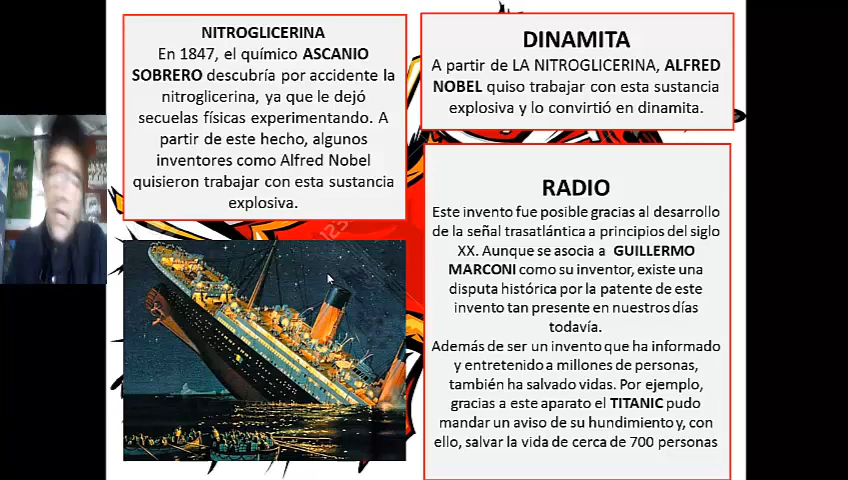 NITROGLICERINA
En 1847, el químico ASCANIO
SOBRERO descubría por accidente la
nitroglicerina, ya que le dejó
secuelas físicas experimentando. A
partir de este hecho, algunos
inventores como Alfred Nobel
quisieron trabajar con esta sustancia
explosiva.
DINAMITA
A partir de LA NITROGLICERINA, ALFRED
NOBEL quiso trabajar con esta sustancia
explosiva y lo convirtió en dinamita.
RADIO
Este invento fue posible gracias al desarrollo
de la señal trasatlántica a principios del siglo
XX. Aunque se asocia a GUILLERMO
MARCONI como su inventor, existe una
disputa histórica por la patente de este
invento tan presente en nuestros días
todavía.
Además de ser un invento que ha informado
y entretenido a millones de personas,
también ha salvado vidas. Por ejemplo,
gracias a este aparato el TITANIC pudo
mandar un aviso de su hundimiento y, con
ello, salvar la vida de cerca de 700 personas